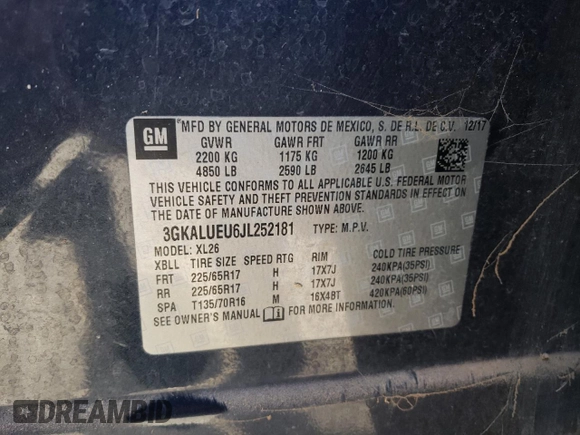 GM
MFD BY GENERAL MOTORS DE MEXICO, S. DE R.L. DE C.V. 12/17
GVWR GAWR FRT GAWR RR
2200 KG 1175 KG 1200 KG
4850 LB 2590 LB 2645 LB
THIS VEHICLE CONFORMS TO ALL APPLICABLE U.S. FEDERAL MOTOR
VEHICLE SAFETY AND THEFT PREVENTION STANDARDS IN EFFECT ON
THE DATE OF MANUFACTURE SHOWN ABOVE.
3GKALUEU6JL252181 TYPE: M.P.V.
MODEL: XL26
XBLL TIRE SIZE SPEED RTG RIM COLD TIRE PRESSURE
FRT 225/65R17 H 17X7J 240KPA(35PSI)
RR 225/65R17 H 17X7J 240KPA(35PSI)
SPA T135/70R16 M 16X4BT 420KPA(60PSI)
SEE OWNER'S MANUAL FOR MORE INFORMATION.
DREAMBID